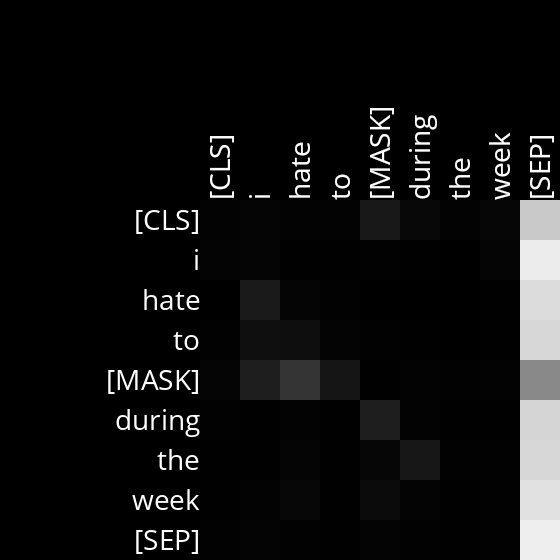 [CLS] i hate to [MASK] during the week [SEP]
[CLS]
i
hate
to
[MASK]
during
the
week
[SEP]